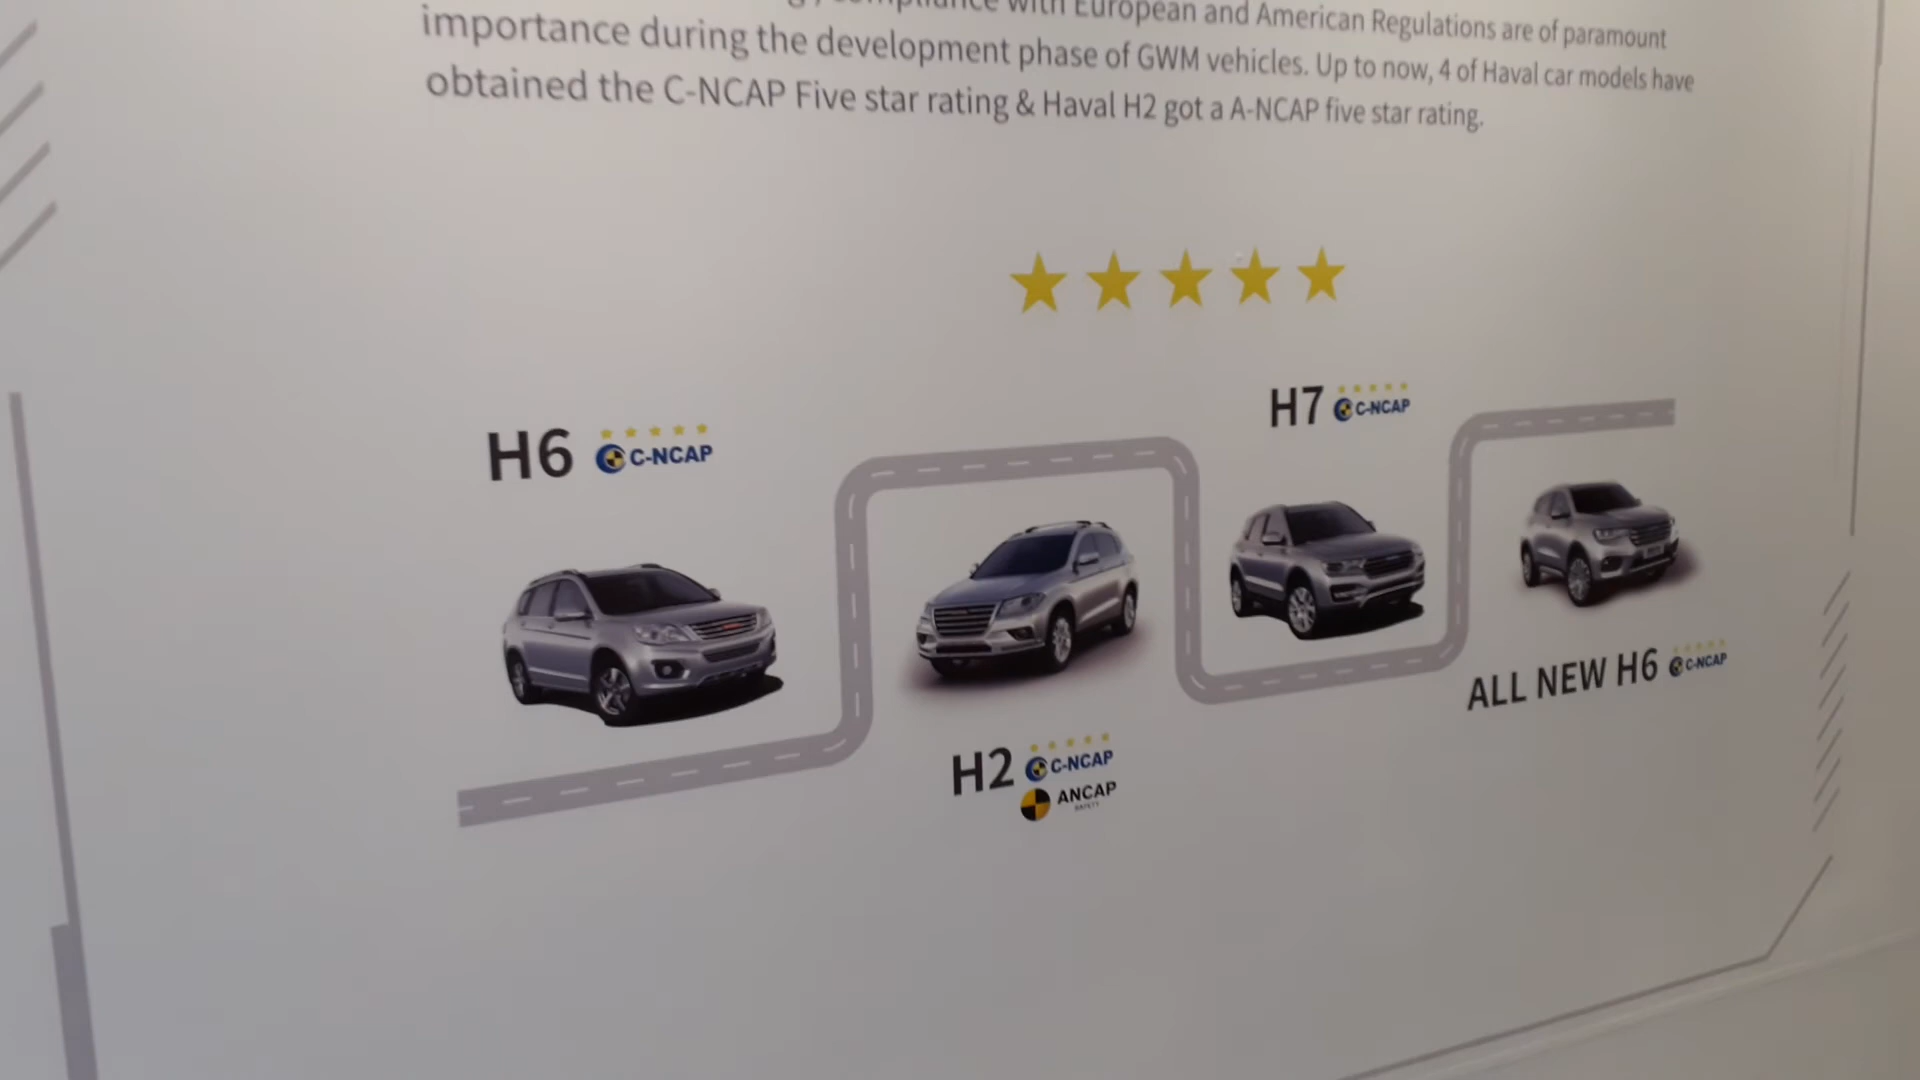 with European and American Regulations are of paramount
importance during the development phase of GWM vehicles. Up to now, 4 of Haval car models have
obtained the C-NCAP Five star rating & Haval H2 got a A-NCAP five star rating.
H6 C-NCAP
H7 C-NCAP
H2 C-NCAP
ANCAP
SAFETY
ALL NEW H6 C-NCAP